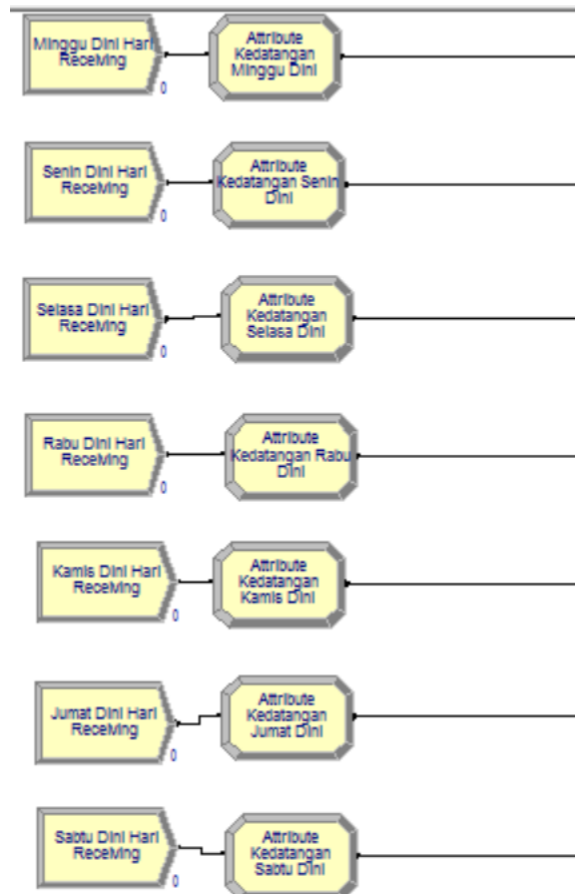 Minggu Dini Hari
Receiving
0
Attribute
Kedatangan
Minggu Dini
Senin Dini Hari
Receiving
0
Attribute
Kedatangan Senin
Dini
Selasa Dini Hari
Receiving
0
Attribute
Kedatangan
Selasa Dini
Rabu Dini Hari
Receiving
0
Attribute
Kedatangan Rabu
Dini
Kamis Dini Hari
Receiving
0
Attribute
Kedatangan
Kamis Dini
Jumat Dini Hari
Receiving
0
Attribute
Kedatangan
Jumat Dini
Sabtu Dini Hari
Receiving
0
Attribute
Kedatangan
Sabtu Dini